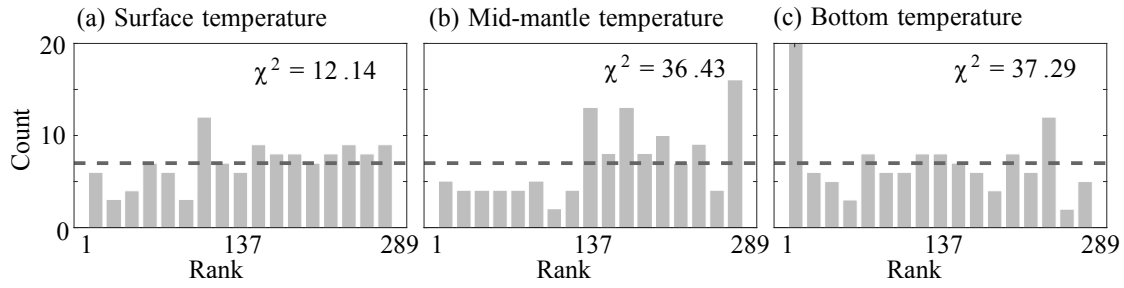 (a) Surface temperature
(b) Mid-mantle temperature
(c) Bottom temperature
20
10
0
Count
χ² = 12 .14
χ² = 36 .43
χ² = 37 .29
1 137 289
1 137 289
1 137 289
Rank
Rank
Rank